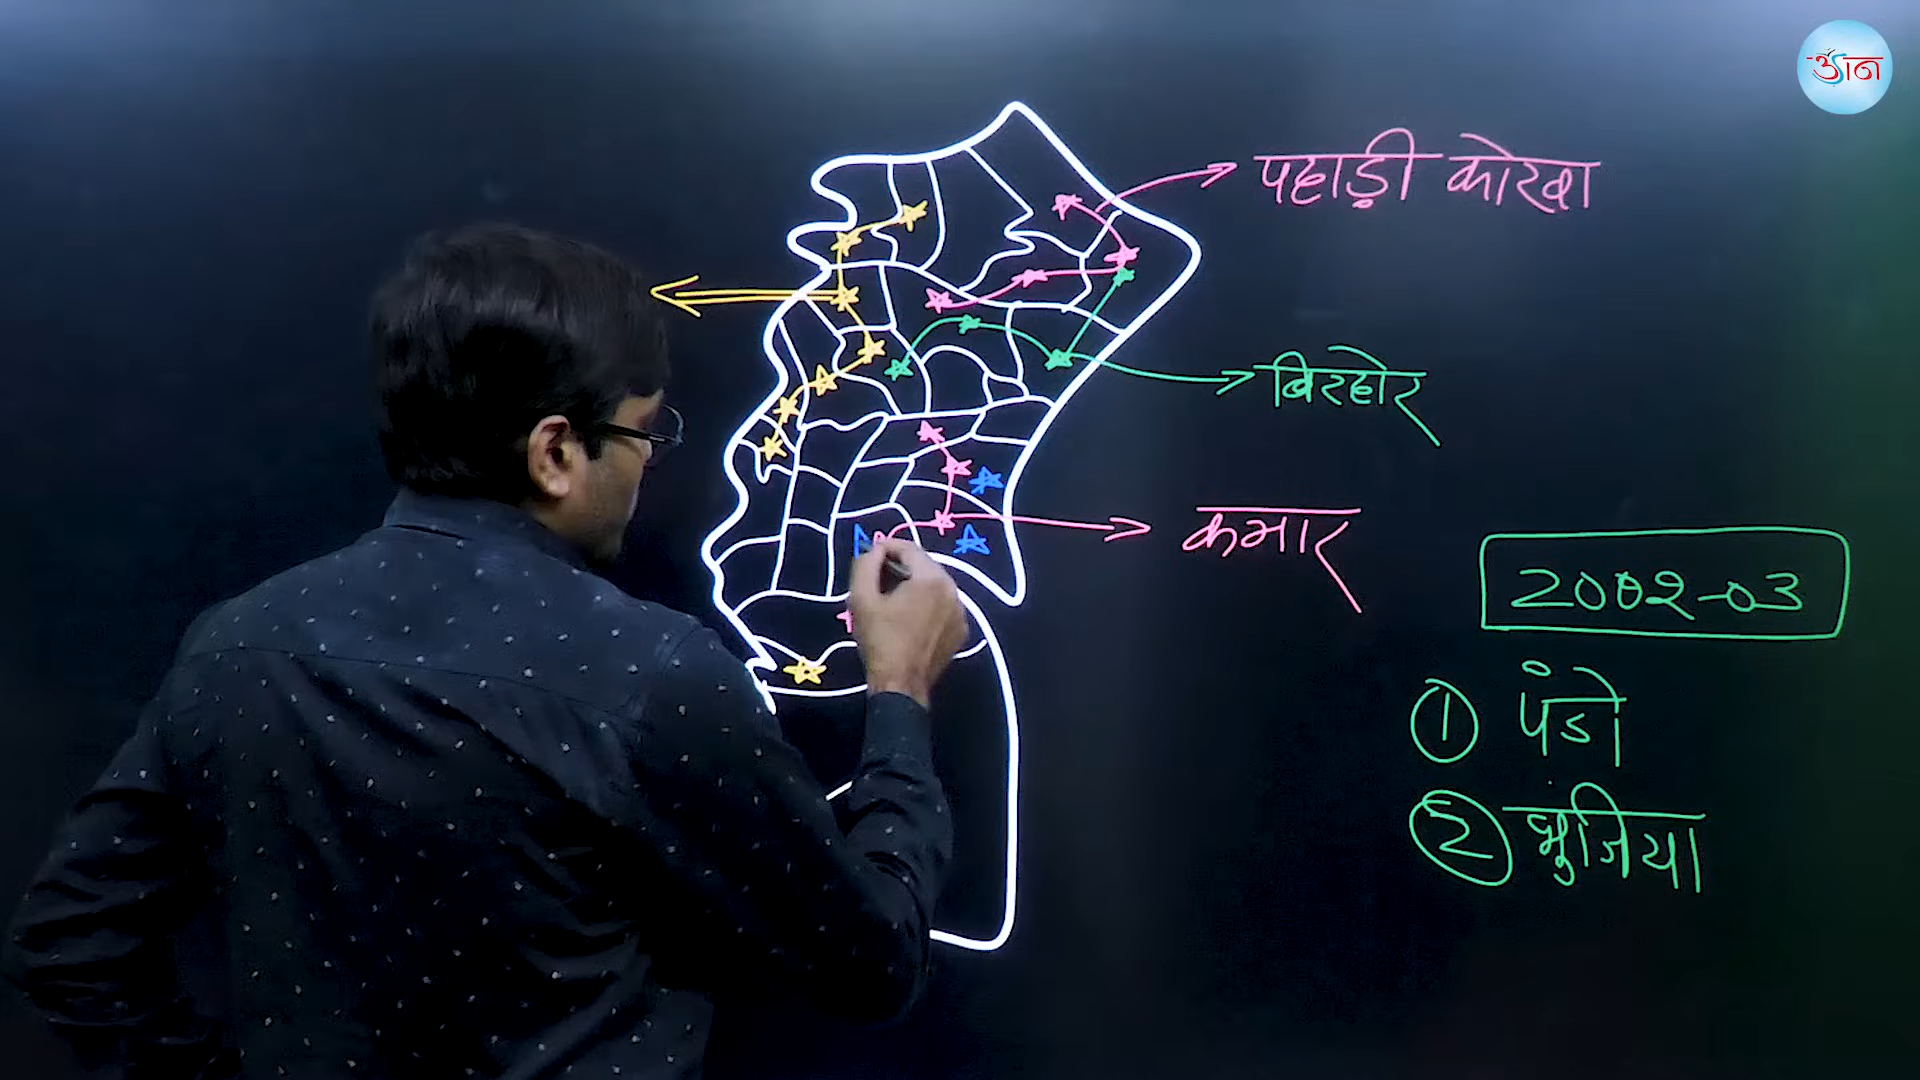 ज्ञान
पहाड़ी कोरवा
बिरहोर
कमार
2002-03
① पंडो
② भुंजिया